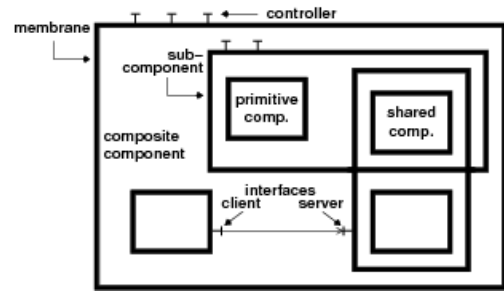 controller
membrane
sub-
component
primitive
comp.
shared
comp.
composite
component
interfaces
client
server